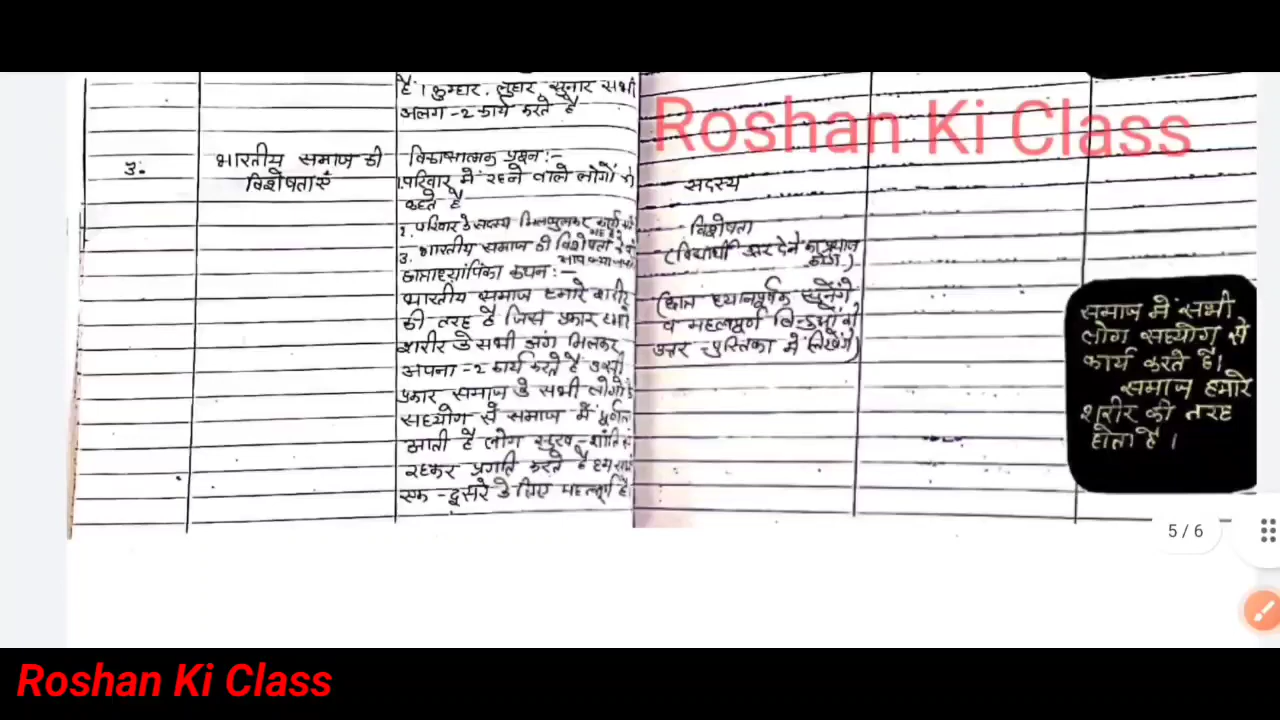 है। कुम्हार, लुहार, सुनार सभी
अलग-2 कार्य करते है
Roshan Ki Class
3.
भारतीय समाज की
विशेषताएँ
विकासात्मक प्रश्न:-
1. परिवार में रहने वाले लोगों को
कहते है
2. परिवार के सदस्य मिलजुलकर कार्य
3. भारतीय समाज की विशेषता
छात्राध्यापिका कथन:-
भारतीय समाज हमारे शरीर
की तरह है जिस प्रकार हमारे
शरीर के सभी अंग मिलकर
अपना-2 कार्य करते है उसी
प्रकार समाज के सभी लोगो के
सहयोग से समाज में पूर्णता
आती है लोग सुख-शांति से
रहकर प्रगति करते है हम सभी
एक-दूसरे के लिए महत्वपूर्ण है।
सदस्य
विशेषता
(विद्यार्थी उत्तर देने का प्रयास
करेंगे।)
(छात्र ध्यानपूर्वक सुनेंगे
व महत्वपूर्ण बिन्दुओं को
उत्तर पुस्तिका में लिखेंगे)
समाज में सभी
लोग सहयोग से
कार्य करते है।
समाज हमारे
शरीर की तरह
होता है।
5 / 6
Roshan Ki Class